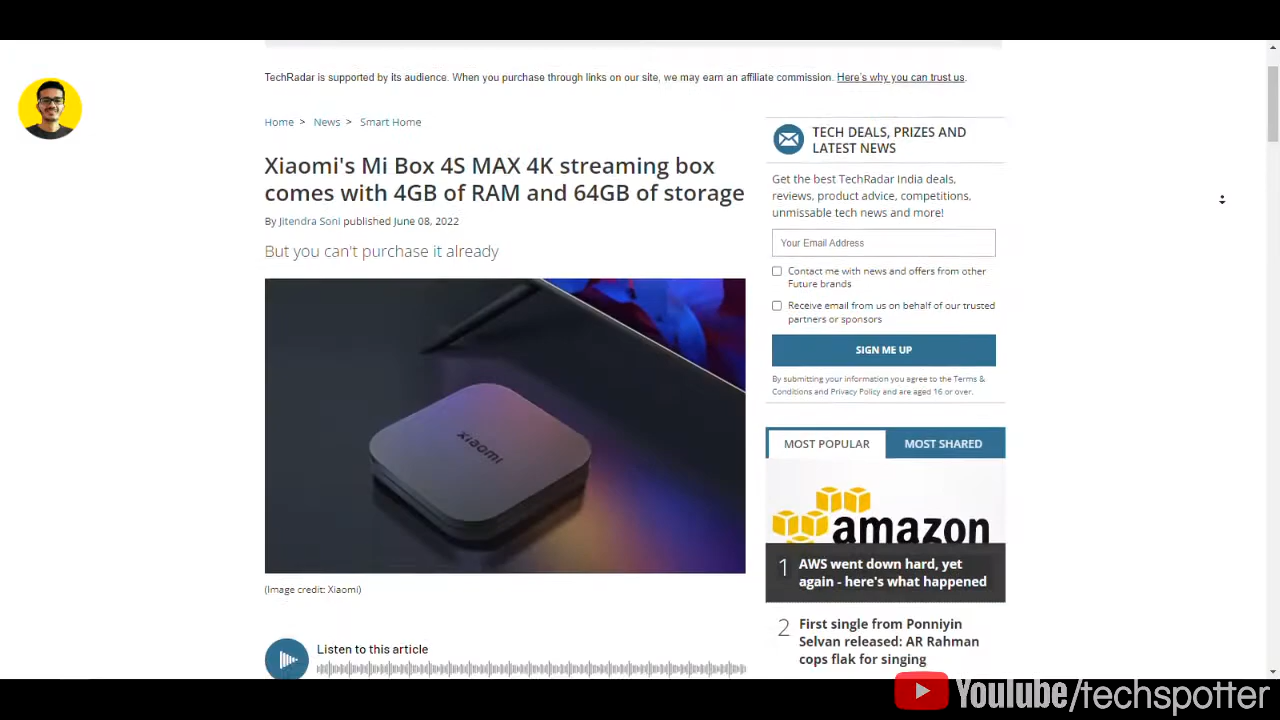 TechRadar is supported by its audience. When you purchase through links on our site, we may earn an affiliate commission. Here's why you can trust us.
Home > News > Smart Home
Xiaomi's Mi Box 4S MAX 4K streaming box
comes with 4GB of RAM and 64GB of storage
By Jitendra Soni published June 08, 2022
But you can't purchase it already
xiaomi
(Image credit: Xiaomi)
Listen to this article
TECH DEALS, PRIZES AND
LATEST NEWS
Get the best TechRadar India deals,
reviews, product advice, competitions,
unmissable tech news and more!
Your Email Address
Contact me with news and offers from other
Future brands
Receive email from us on behalf of our trusted
partners or sponsors
SIGN ME UP
By submitting your information you agree to the Terms &
Conditions and Privacy Policy and are aged 16 or over.
MOST POPULAR
MOST SHARED
amazon
1 AWS went down hard, yet
again - here's what happened
2 First single from Ponniyin
Selvan released: AR Rahman
cops flak for singing
YouTube/techspotter